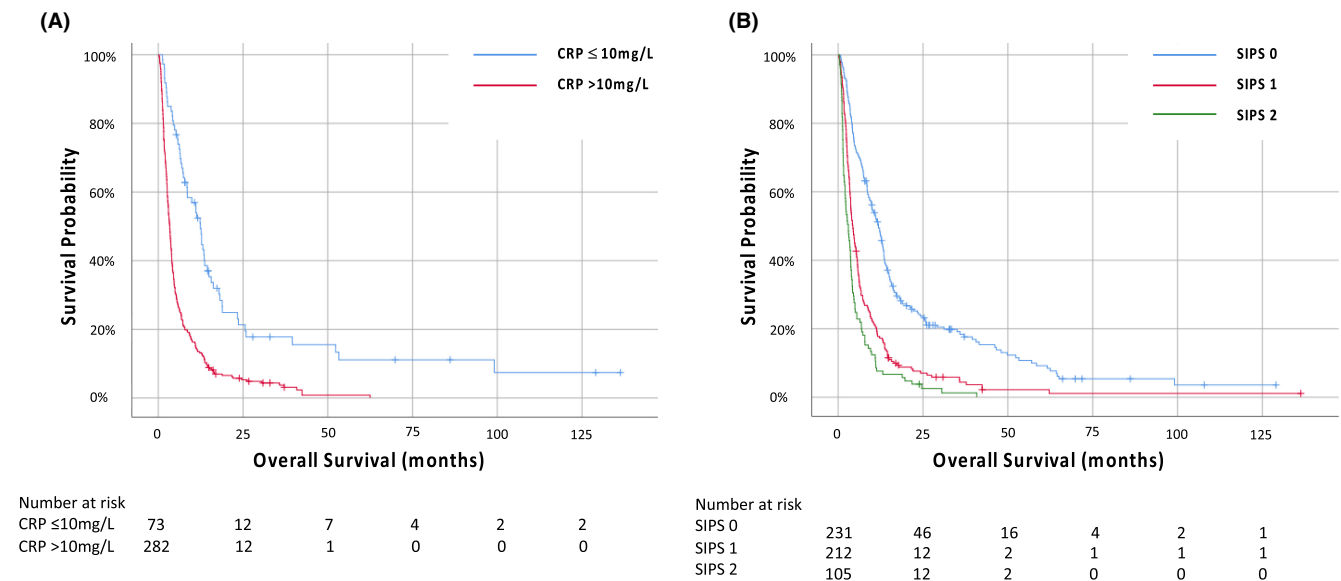 (A)
CRP ≤ 10mg/L
CRP >10mg/L
100%
80%
60%
40%
20%
0%
Survival Probability
0 25 50 75 100 125
Overall Survival (months)
Number at risk
CRP ≤10mg/L 73 12 7 4 2 2
CRP >10mg/L 282 12 1 0 0 0
(B)
SIPS 0
SIPS 1
SIPS 2
100%
80%
60%
40%
20%
0%
Survival Probability
0 25 50 75 100 125
Overall Survival (months)
Number at risk
SIPS 0 231 46 16 4 2 1
SIPS 1 212 12 2 1 1 1
SIPS 2 105 12 2 0 0 0